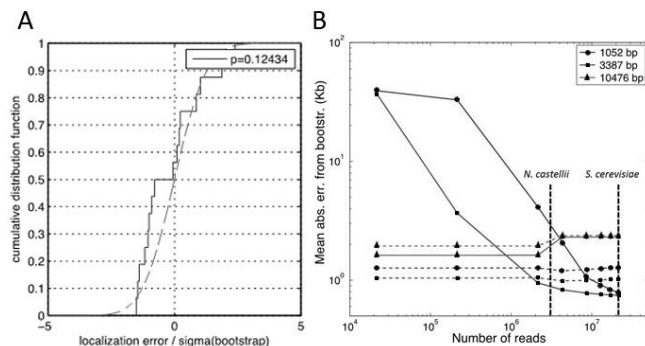 A
cumulative distribution function
1
0.9
0.8
0.7
0.6
0.5
0.4
0.3
0.2
0.1
0
p=0.12434
−5
0
5
localization error / sigma(bootstrap)
B
Mean abs. err. from bootstr. (Kb)
10²
10¹
10⁰
1052 bp
3387 bp
10476 bp
N. castellii
S. cerevisiae
10⁴
10⁵
10⁶
10⁷
Number of reads